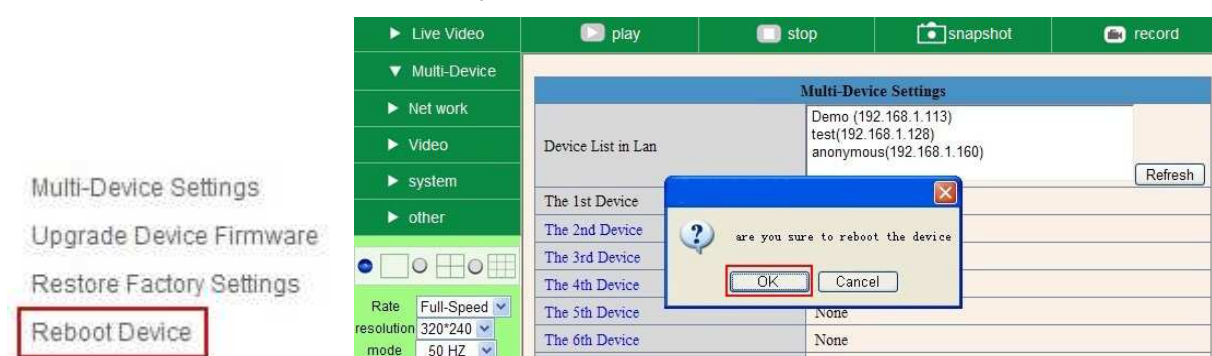 Multi-Device Settings
Upgrade Device Firmware
Restore Factory Settings
Reboot Device
Live Video
Multi-Device
Net work
Video
system
other
Rate Full-Speed
resolution 320*240
mode 50 HZ
play stop snapshot record
Multi-Device Settings
Device List in Lan
Demo (192.168.1.113)
test(192.168.1.128)
anonymous(192.168.1.160)
Refresh
The 1st Device
The 2nd Device
The 3rd Device
The 4th Device
The 5th Device None
The 6th Device None
are you sure to reboot the device
OK Cancel